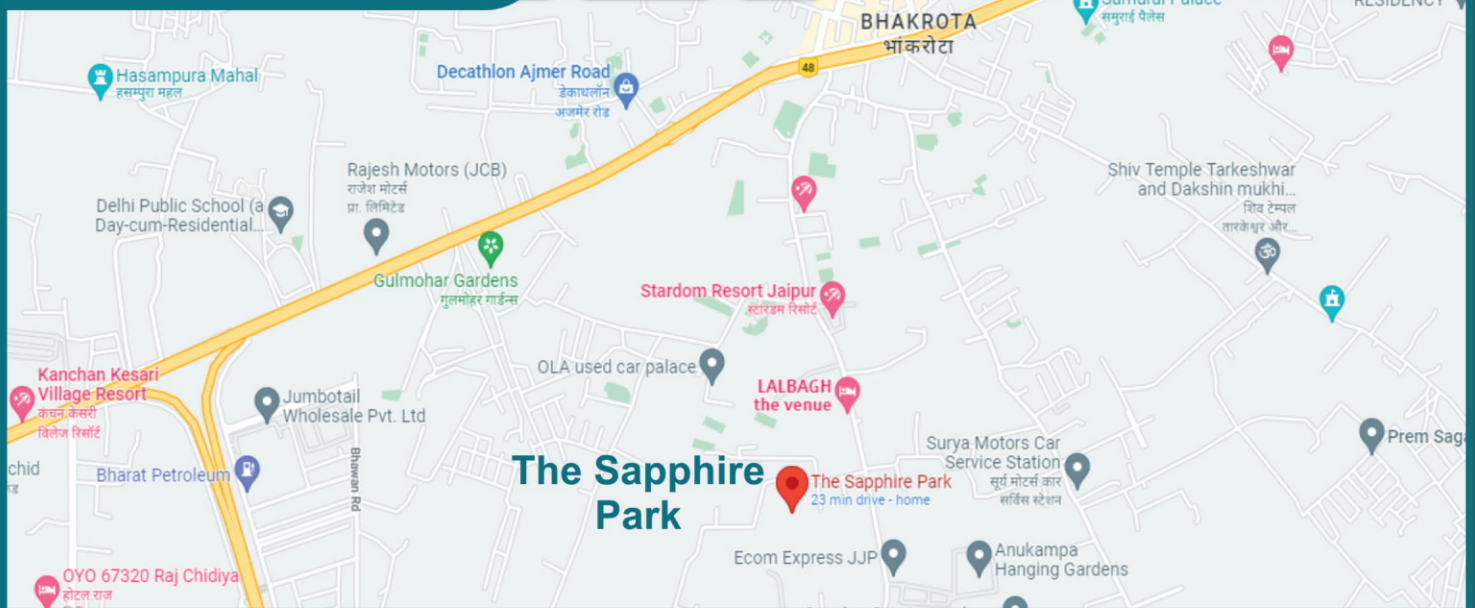 BHAKROTA
भांकरोटा
समुराई पैलेस
48
Hasampura Mahal
हसम्पुरा महल
Decathlon Ajmer Road
डेकाथलॉन
अजमेर रोड
Rajesh Motors (JCB)
राजेश मोटर्स
प्रा. लिमिटेड
Shiv Temple Tarkeshwar
and Dakshin mukhi...
शिव टेम्पल
तारकेश्वर और...
Delhi Public School (a
Day-cum-Residential...
Gulmohar Gardens
गुलमोहर गार्डन्स
Stardom Resort Jaipur
स्टारडम रिसोर्ट
OLA used car palace
Kanchan Kesari
Village Resort
कंचन केसरी
विलेज रिसॉर्ट
LALBAGH
the venue
Jumbotail
Wholesale Pvt. Ltd
Prem Saga
Surya Motors Car
Service Station
सूर्य मोटर्स कार
सर्विस स्टेशन
chid
Bharat Petroleum
Bhawan Rd
The Sapphire
Park
The Sapphire Park
23 min drive - home
Ecom Express JJP
Anukampa
Hanging Gardens
OYO 67320 Raj Chidiya
होटल राज